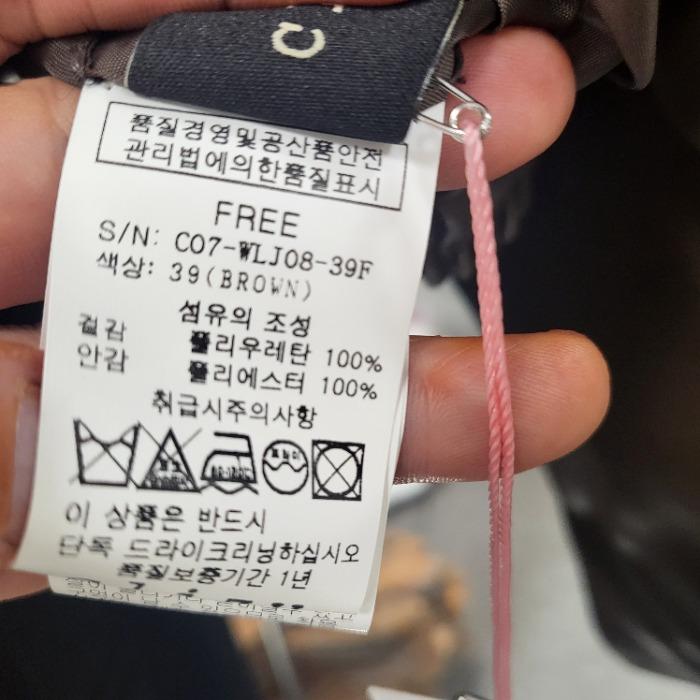 품질경영및공산품안전
관리법에의한품질표시
FREE
S/N: C07-WLJ08-39F
색상: 39(BROWN)
섬유의 조성
겉감 폴리우레탄 100%
안감 폴리에스터 100%
취급시주의사항
이 상품은 반드시
단독 드라이크리닝하십시오
품질보증기간 1년